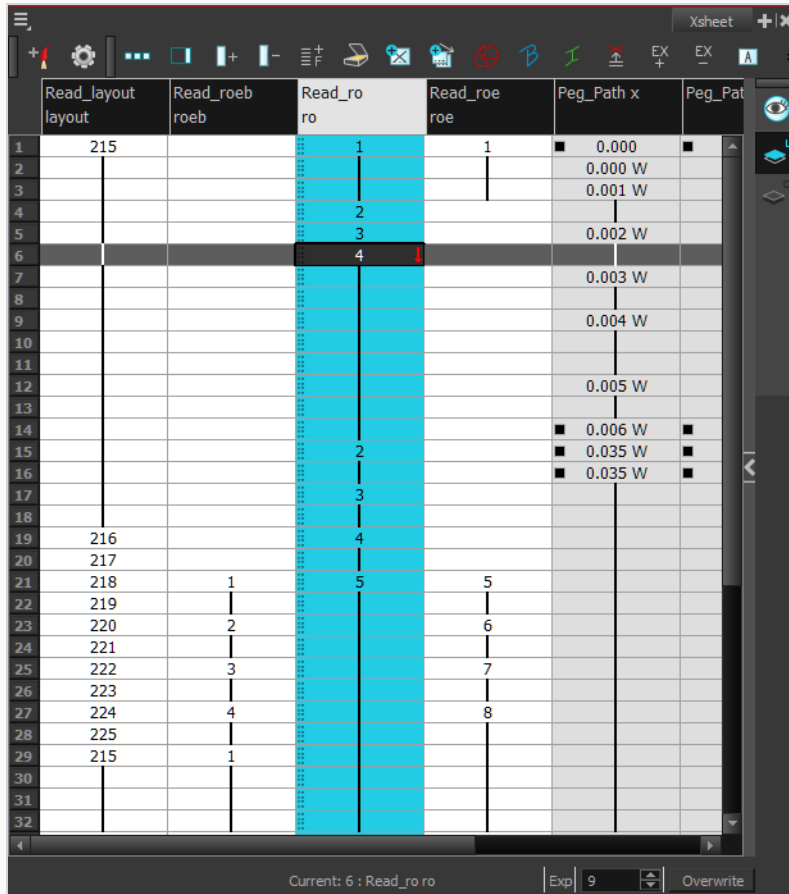 Xsheet
EX EX A
Read_layout Read_roeb Read_ro Read_roe Peg_Path x Peg_Pat
layout roeb ro roe
1 215 1 1 0.000
2 0.000 W
3 0.001 W
4 2
5 3 0.002 W
6 4
7 0.003 W
8
9 0.004 W
10
11
12 0.005 W
13
14 0.006 W
15 2 0.035 W
16 0.035 W
17 3
18
19 216 4
20 217
21 218 1 5 5
22 219
23 220 2 6
24 221
25 222 3 7
26 223
27 224 4 8
28 225
29 215 1
30
31
32
Current: 6 : Read_ro ro Exp 9 Overwrite